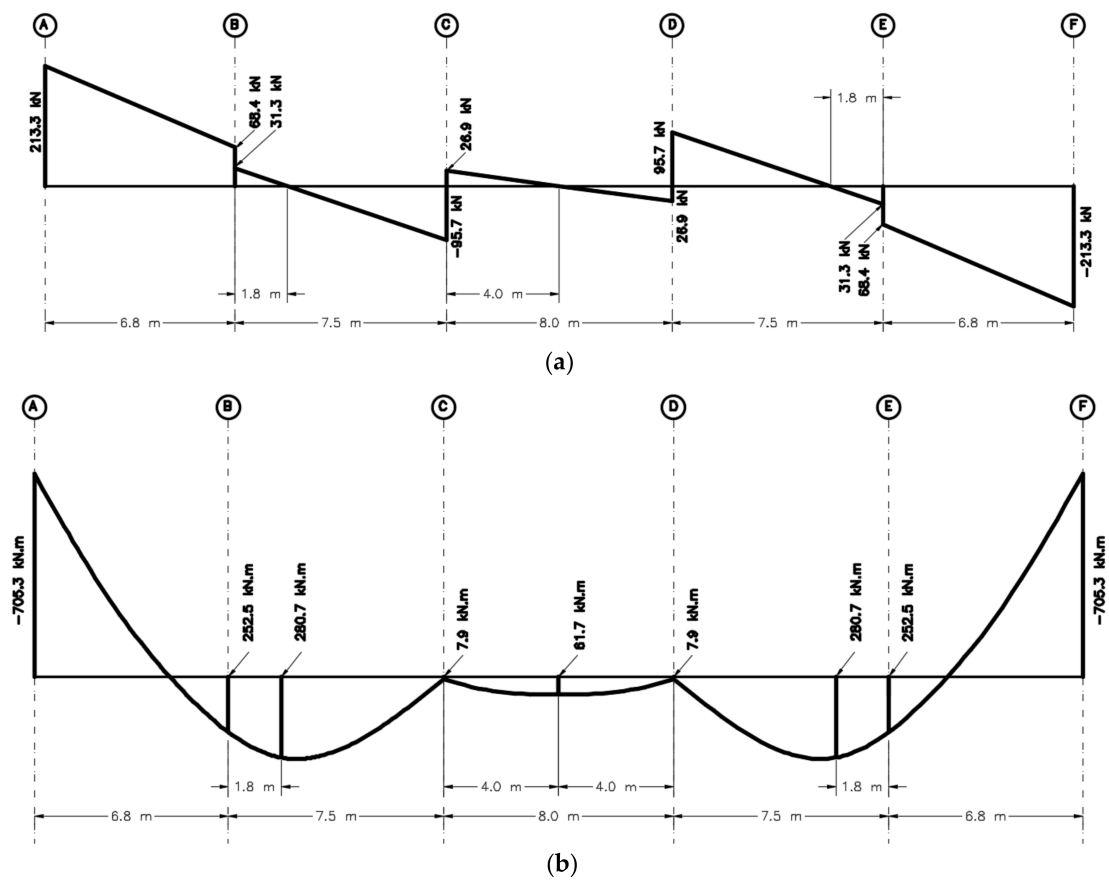 A B C D E F
213.3 kN
68.4 kN
31.3 kN
26.9 kN
-95.7 kN
95.7 kN
26.9 kN
1.8 m
31.3 kN
68.4 kN
-213.3 kN
1.8 m
4.0 m
6.8 m 7.5 m 8.0 m 7.5 m 6.8 m
(a)
A B C D E F
-705.3 kN.m
252.5 kN.m
280.7 kN.m
7.9 kN.m
61.7 kN.m
7.9 kN.m
280.7 kN.m
252.5 kN.m
-705.3 kN.m
1.8 m 4.0 m 4.0 m 1.8 m
6.8 m 7.5 m 8.0 m 7.5 m 6.8 m
(b)